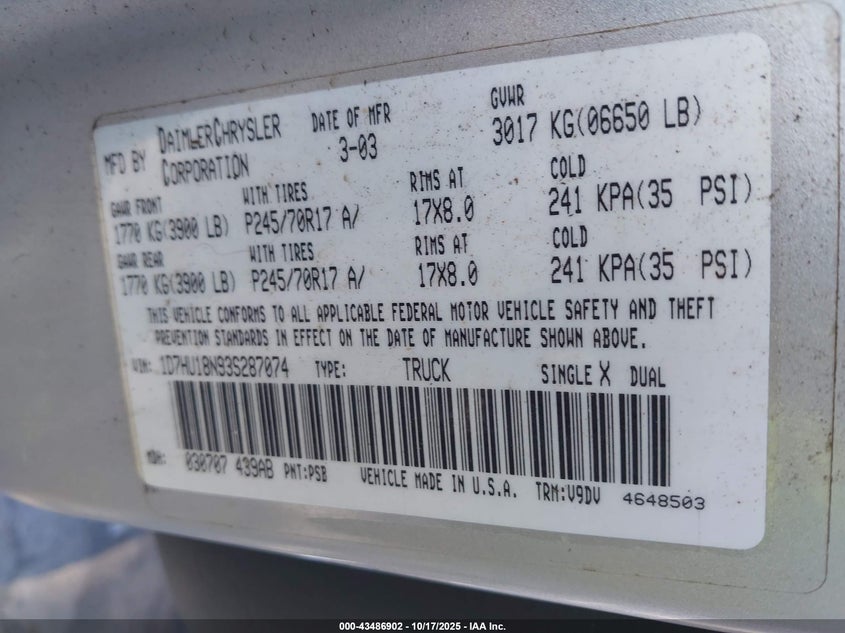 MFD BY DAIMLERCHRYSLER CORPORATION DATE OF MFR 3-03 GVWR 3017 KG(06650 LB)
GAWR FRONT WITH TIRES RIMS AT COLD
1770 KG(3900 LB) P245/70R17 A/ 17X8.0 241 KPA(35 PSI)
GAWR REAR WITH TIRES RIMS AT COLD
1770 KG(3900 LB) P245/70R17 A/ 17X8.0 241 KPA(35 PSI)
THIS VEHICLE CONFORMS TO ALL APPLICABLE FEDERAL MOTOR VEHICLE SAFETY AND THEFT
PREVENTION STANDARDS IN EFFECT ON THE DATE OF MANUFACTURE SHOWN ABOVE.
VIN: 1D7HU18N93S287074 TYPE: TRUCK SINGLE X DUAL
MDH: 030707 439AB PNT:PSB VEHICLE MADE IN U.S.A. TRM:V9DV 4648503
000-43486902 - 10/17/2025 - IAA Inc.